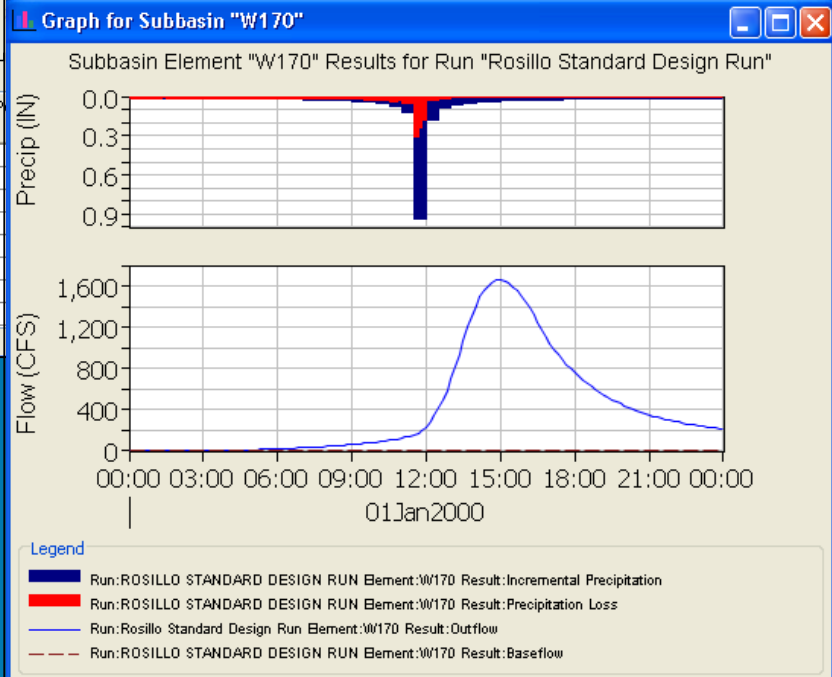 Graph for Subbasin "W170"
Subbasin Element "W170" Results for Run "Rosillo Standard Design Run"
Precip (IN)
0.0
0.3
0.6
0.9
Flow (CFS)
1,600
1,200
800
400
0
00:00 03:00 06:00 09:00 12:00 15:00 18:00 21:00 00:00
01Jan2000
Legend
Run:ROSILLO STANDARD DESIGN RUN Element:W170 Result:Incremental Precipitation
Run:ROSILLO STANDARD DESIGN RUN Element:W170 Result:Precipitation Loss
Run:Rosillo Standard Design Run Element:W170 Result:Outflow
Run:ROSILLO STANDARD DESIGN RUN Element:W170 Result:Baseflow